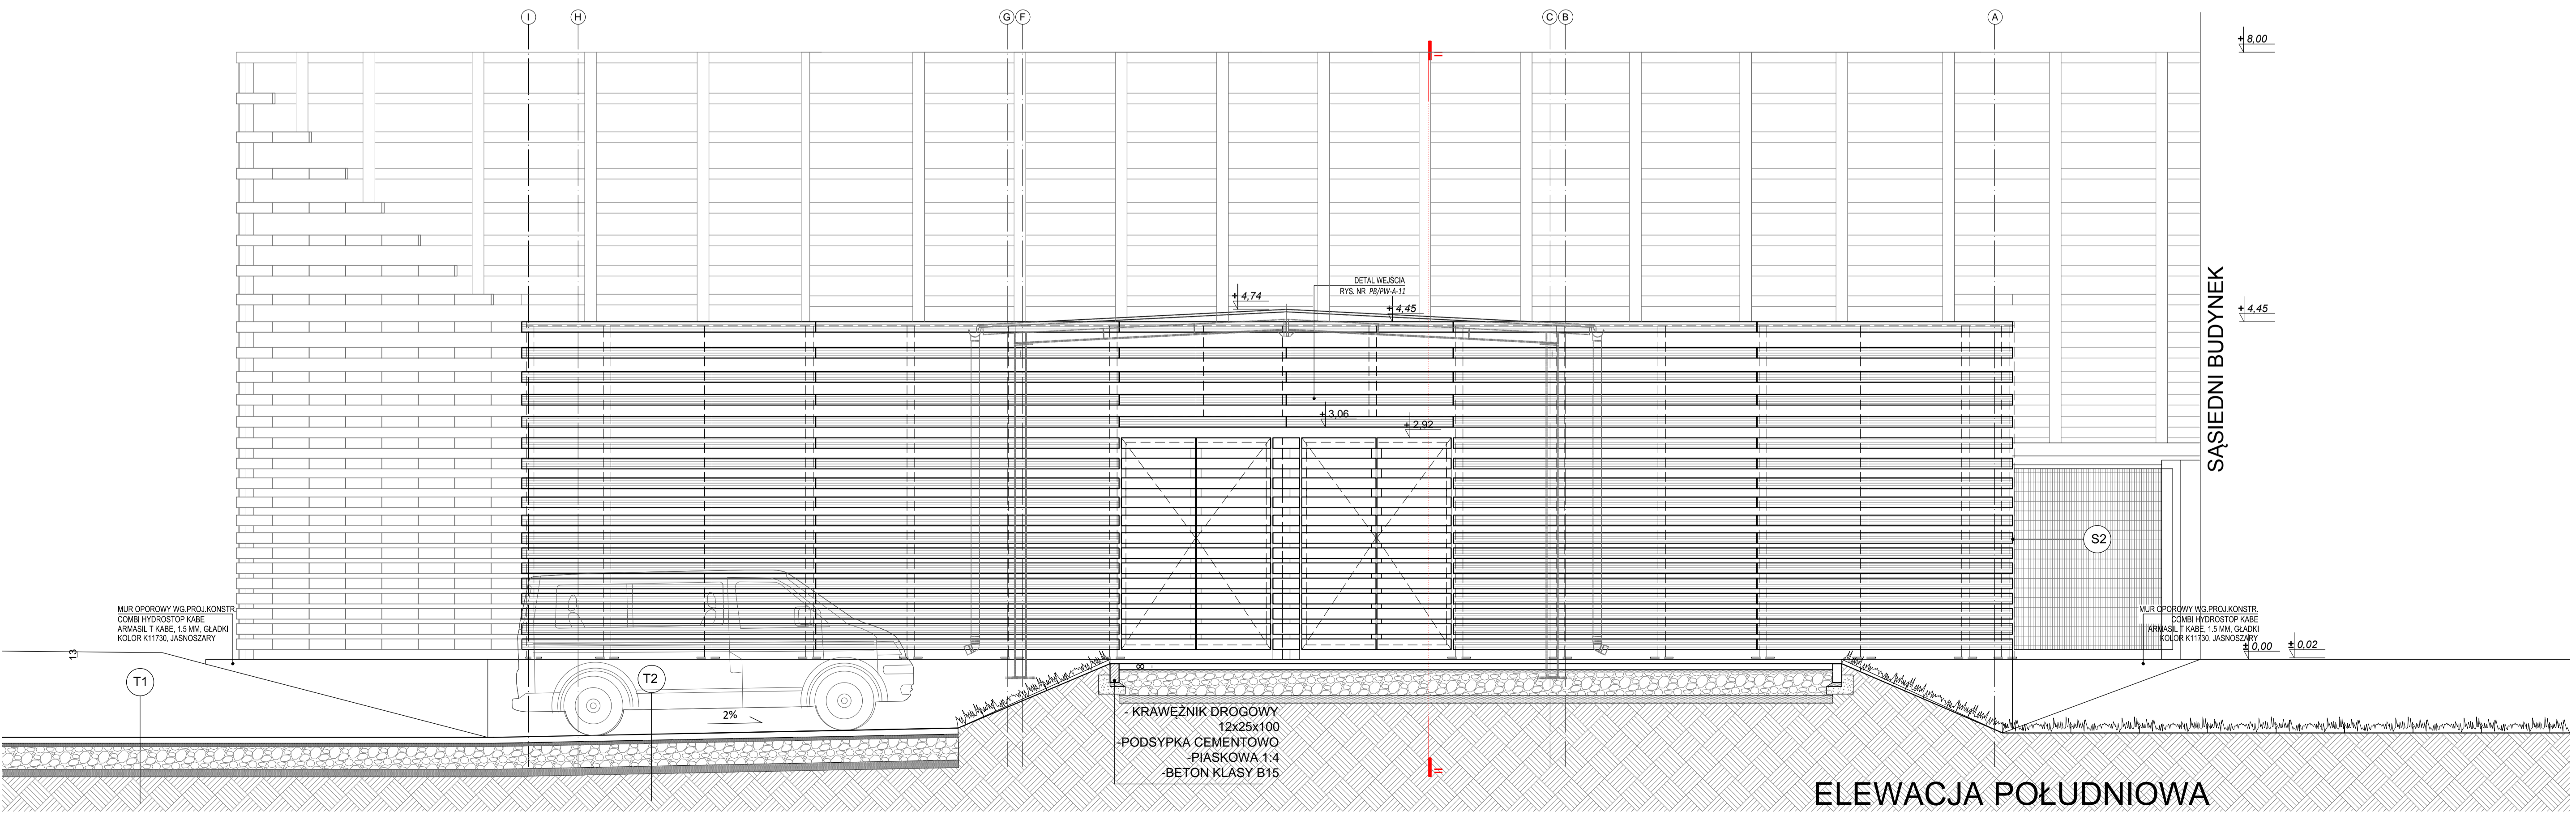 I H G F C B A
+ 8,00
DETAL WEJŚCIA
RYS. NR PB/PW-A-11
+ 4,74
+ 4,45
+ 4,45
SĄSIEDNI BUDYNEK
+ 3,06
+ 2,92
S2
MUR OPOROWY WG.PROJ.KONSTR.
COMBI HYDROSTOP KABE
ARMASIL T KABE, 1.5 MM, GŁADKI
KOLOR K11730, JASNOSZARY
MUR OPOROWY WG.PROJ.KONSTR.
COMBI HYDROSTOP KABE
ARMASIL T KABE, 1.5 MM, GŁADKI
KOLOR K11730, JASNOSZARY
± 0,00
± 0,02
13
8
T1
T2
2%
- KRAWĘŻNIK DROGOWY
12x25x100
-PODSYPKA CEMENTOWO
-PIASKOWA 1:4
-BETON KLASY B15
ELEWACJA POŁUDNIOWA